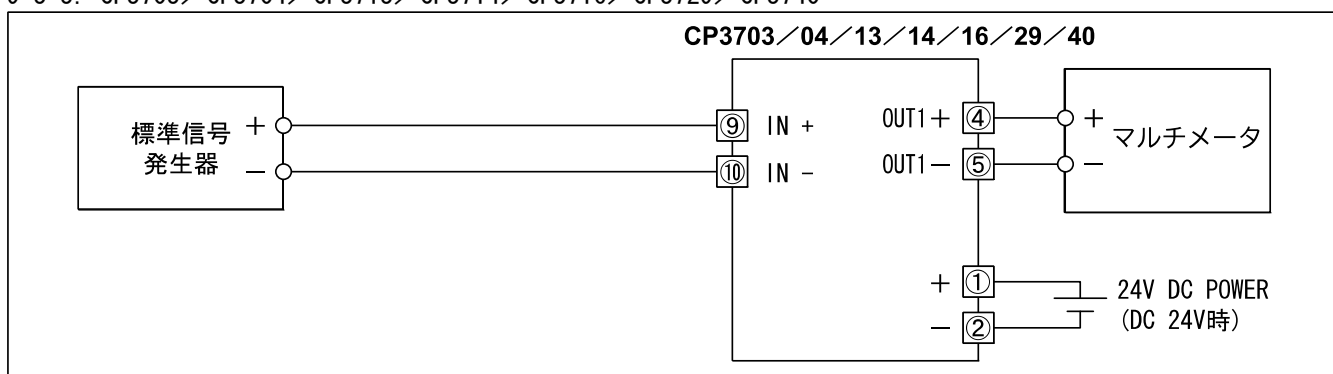 CP3703／04／13／14／16／29／40
標準信号
発生器
+
−
⑨ IN +
⑩ IN −
OUT1+ ④
OUT1− ⑤
+
−
マルチメータ
+ ①
− ②
24V DC POWER
(DC 24V時)